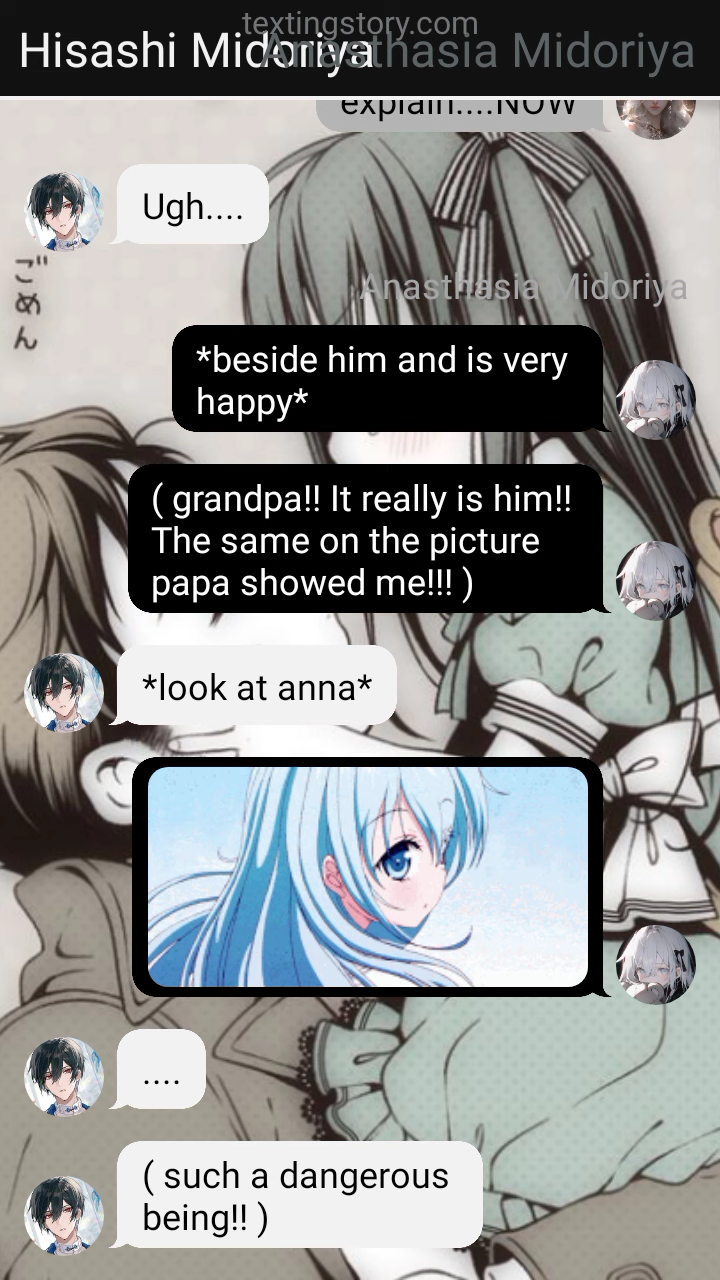 textingstory.com
Hisashi Midoriya
Anasthasia Midoriya
explain....NOW
Ugh....
ごめん
Anasthasia Midoriya
*beside him and is very
happy*
( grandpa!! It really is him!!
The same on the picture
papa showed me!!! )
*look at anna*
....
( such a dangerous
being!! )